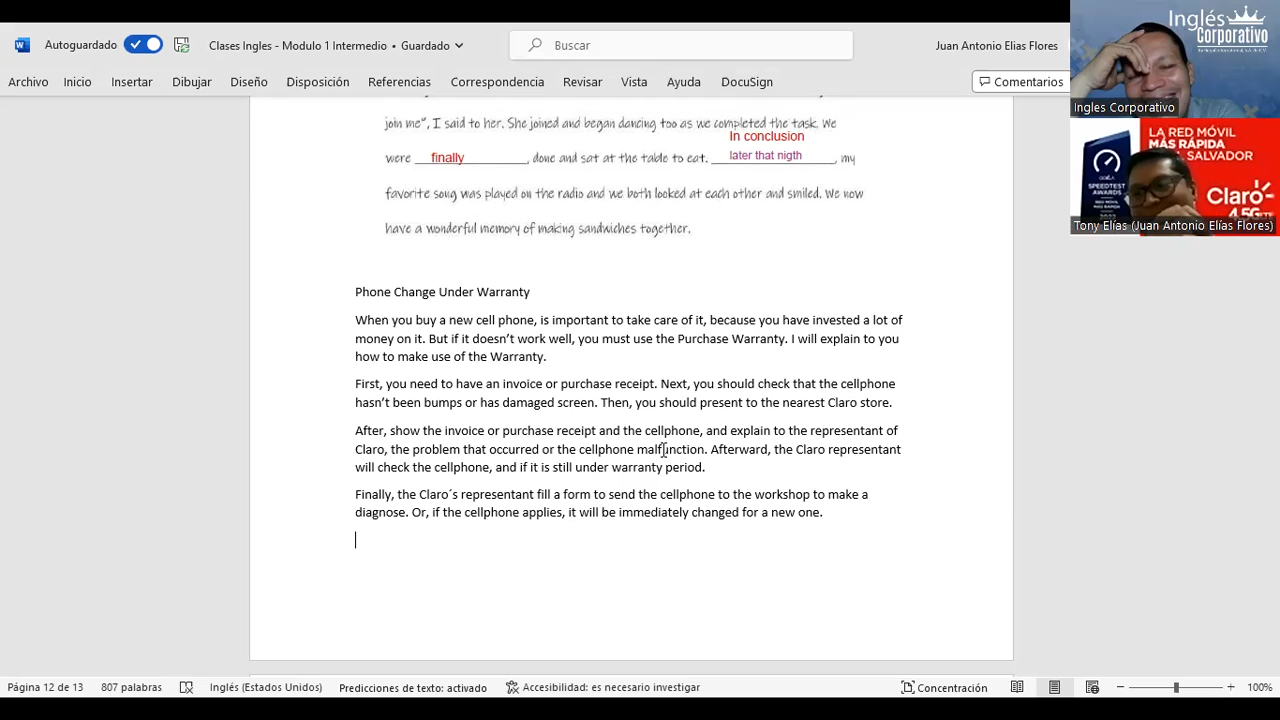 Autoguardado
Clases Ingles - Modulo 1 Intermedio • Guardado
Buscar
Juan Antonio Elias Flores
Archivo Inicio Insertar Dibujar Diseño Disposición Referencias Correspondencia Revisar Vista Ayuda DocuSign
Comentarios
join me", I said to her. She joined and began dancing too as we completed the task. We
In conclusion
were finally, done and sat at the table to eat. later that nigth, my
favorite song was played on the radio and we both looked at each other and smiled. We now
have a wonderful memory of making sandwiches together.
Phone Change Under Warranty
When you buy a new cell phone, is important to take care of it, because you have invested a lot of
money on it. But if it doesn't work well, you must use the Purchase Warranty. I will explain to you
how to make use of the Warranty.
First, you need to have an invoice or purchase receipt. Next, you should check that the cellphone
hasn't been bumps or has damaged screen. Then, you should present to the nearest Claro store.
After, show the invoice or purchase receipt and the cellphone, and explain to the representant of
Claro, the problem that occurred or the cellphone malfunction. Afterward, the Claro representant
will check the cellphone, and if it is still under warranty period.
Finally, the Claro´s representant fill a form to send the cellphone to the workshop to make a
diagnose. Or, if the cellphone applies, it will be immediately changed for a new one.
Página 12 de 13 807 palabras Inglés (Estados Unidos) Predicciones de texto: activado Accesibilidad: es necesario investigar Concentración 100%
Inglés
Corporativo
Ingles Corporativo
LA RED MÓVIL
MÁS RÁPIDA
SALVADOR
SPEEDTEST
AWARDS
Claro
4.5G
Tony Elías (Juan Antonio Elías Flores)